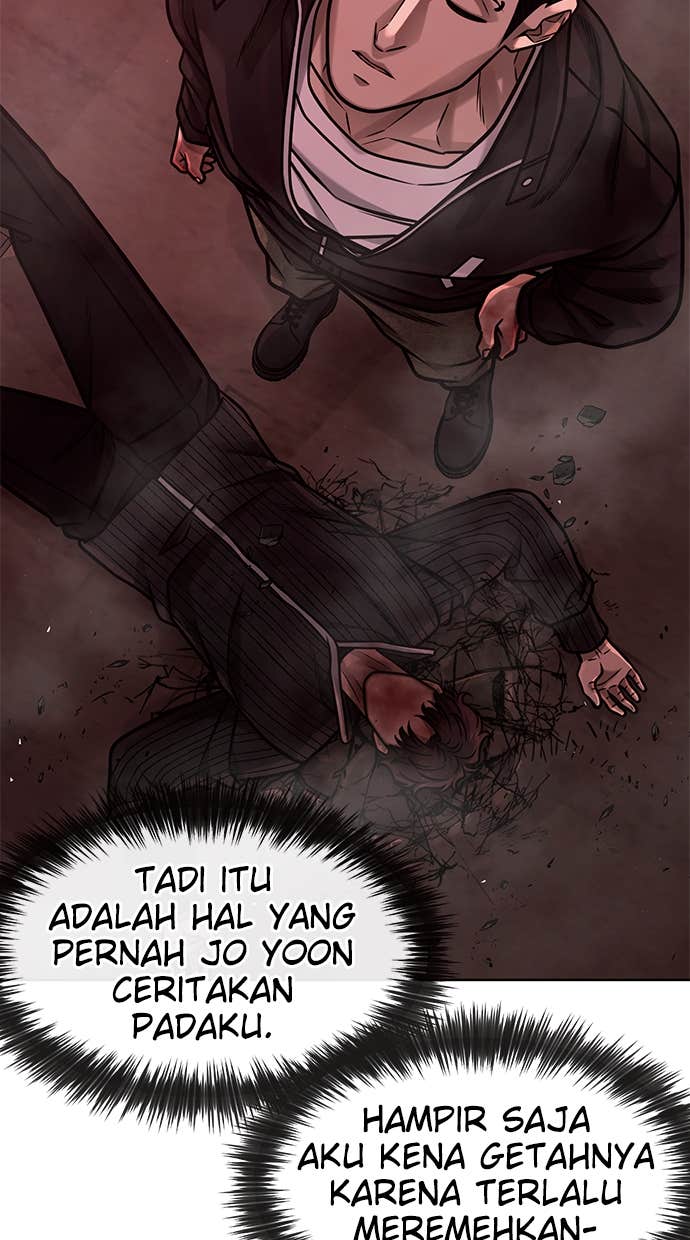 TADI ITU
ADALAH HAL YANG
PERNAH JO YOON
CERITAKAN
PADAKU.
HAMPIR SAJA
AKU KENA GETAHNYA
KARENA TERLALU
MEREMEHKAN-